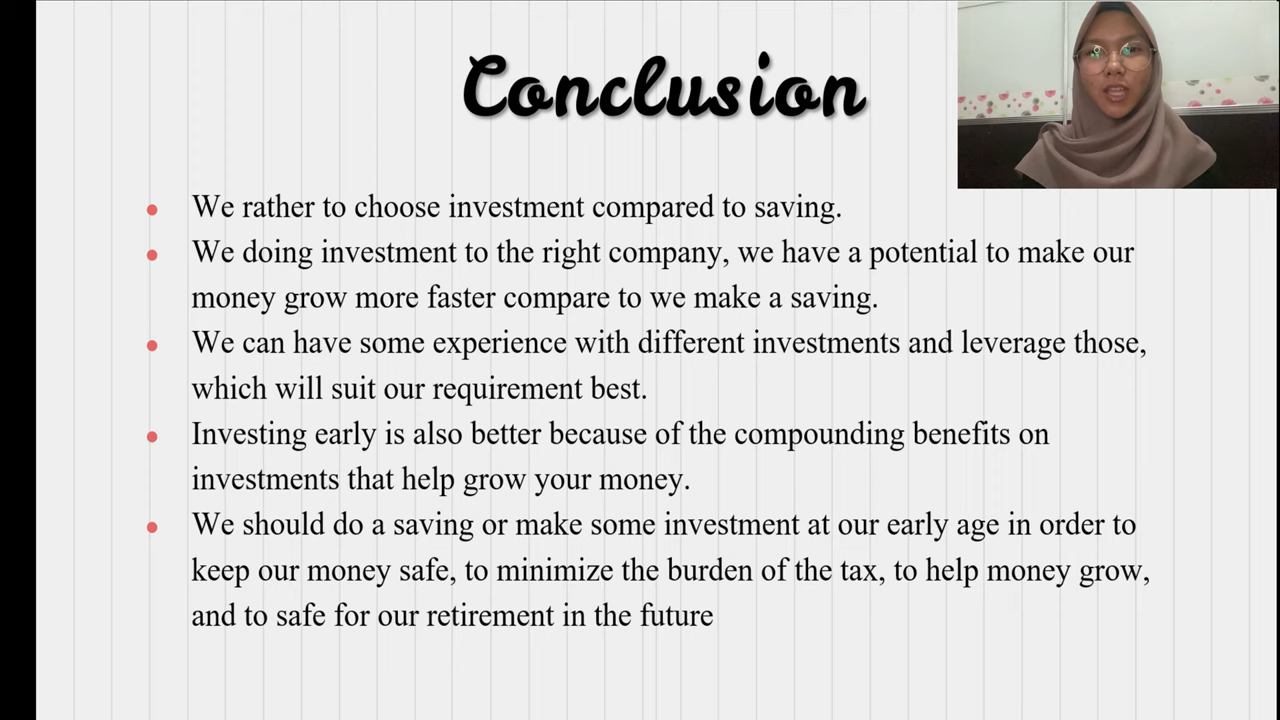 Conclusion
We rather to choose investment compared to saving.
We doing investment to the right company, we have a potential to make our
money grow more faster compare to we make a saving.
We can have some experience with different investments and leverage those,
which will suit our requirement best.
Investing early is also better because of the compounding benefits on
investments that help grow your money.
We should do a saving or make some investment at our early age in order to
keep our money safe, to minimize the burden of the tax, to help money grow,
and to safe for our retirement in the future